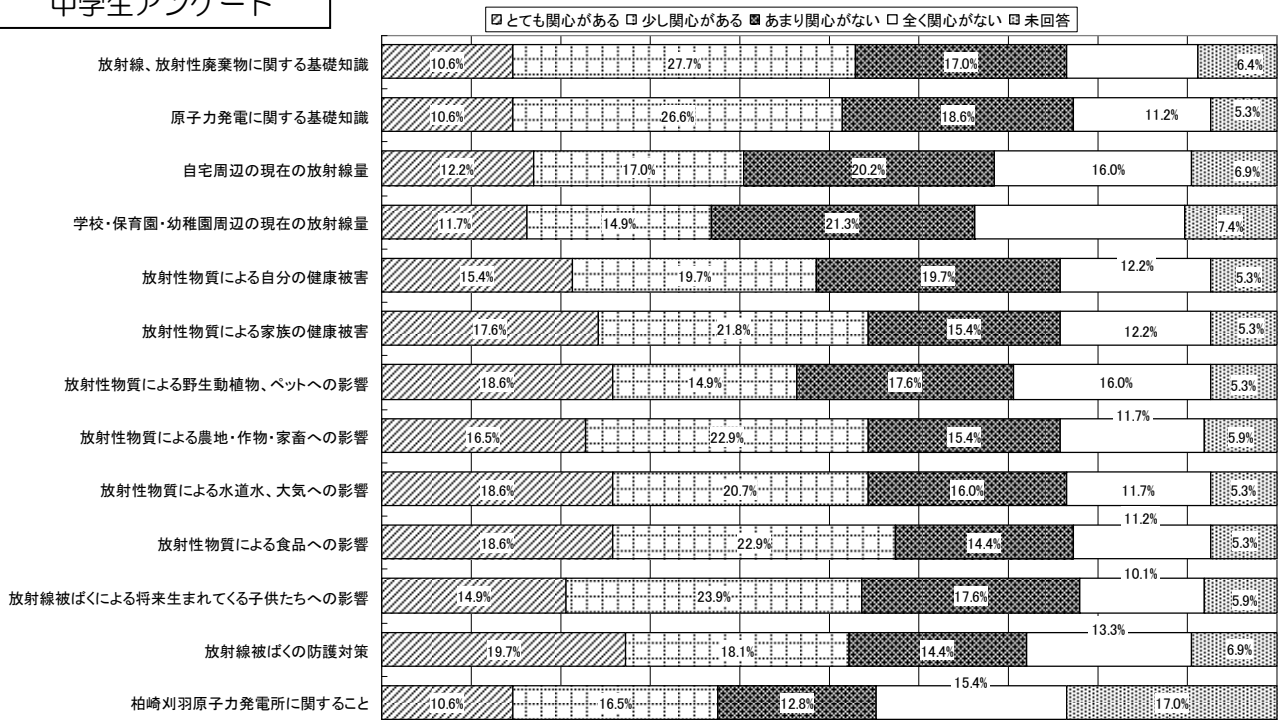 中学生アンケート
とても関心がある 少し関心がある あまり関心がない 全く関心がない 未回答
放射線、放射性廃棄物に関する基礎知識 10.6% 27.7% 17.0% 6.4%
原子力発電に関する基礎知識 10.6% 26.6% 18.6% 11.2% 5.3%
自宅周辺の現在の放射線量 12.2% 17.0% 20.2% 16.0% 6.9%
学校・保育園・幼稚園周辺の現在の放射線量 11.7% 14.9% 21.3% 7.4%
放射性物質による自分の健康被害 15.4% 19.7% 19.7% 12.2% 5.3%
放射性物質による家族の健康被害 17.6% 21.8% 15.4% 12.2% 5.3%
放射性物質による野生動植物、ペットへの影響 18.6% 14.9% 17.6% 16.0% 5.3%
放射性物質による農地・作物・家畜への影響 16.5% 22.9% 15.4% 11.7% 5.9%
放射性物質による水道水、大気への影響 18.6% 20.7% 16.0% 11.7% 5.3%
放射性物質による食品への影響 18.6% 22.9% 14.4% 11.2% 5.3%
放射線被ばくによる将来生まれてくる子供たちへの影響 14.9% 23.9% 17.6% 10.1% 5.9%
放射線被ばくの防護対策 19.7% 18.1% 14.4% 13.3% 6.9%
柏崎刈羽原子力発電所に関すること 10.6% 16.5% 12.8% 15.4% 17.0%